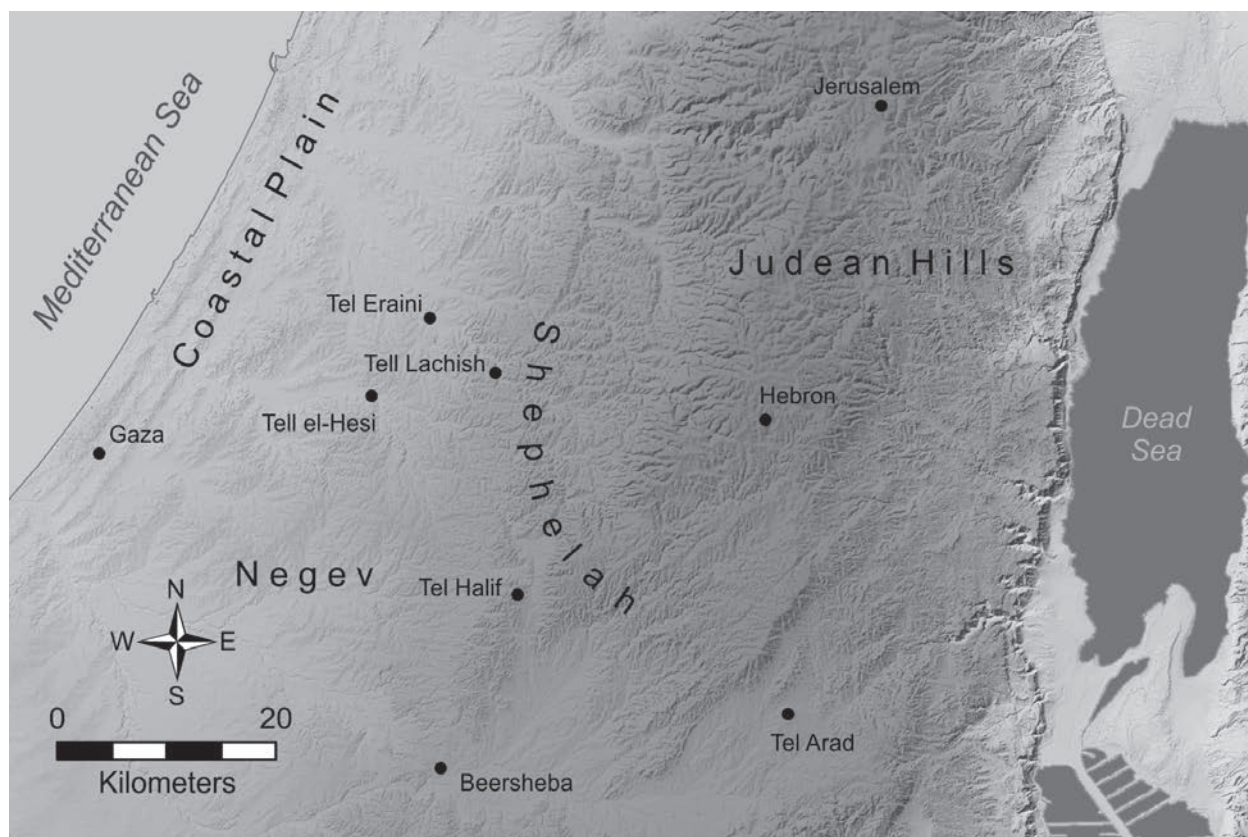 Mediterranean Sea
Coastal Plain
Jerusalem
Judean Hills
Tel Eraini
Shephelah
Tell Lachish
Hebron
Tell el-Hesi
Gaza
Dead
Sea
Negev
Tel Halif
N
W E
S
0 20
Kilometers
Tel Arad
Beersheba